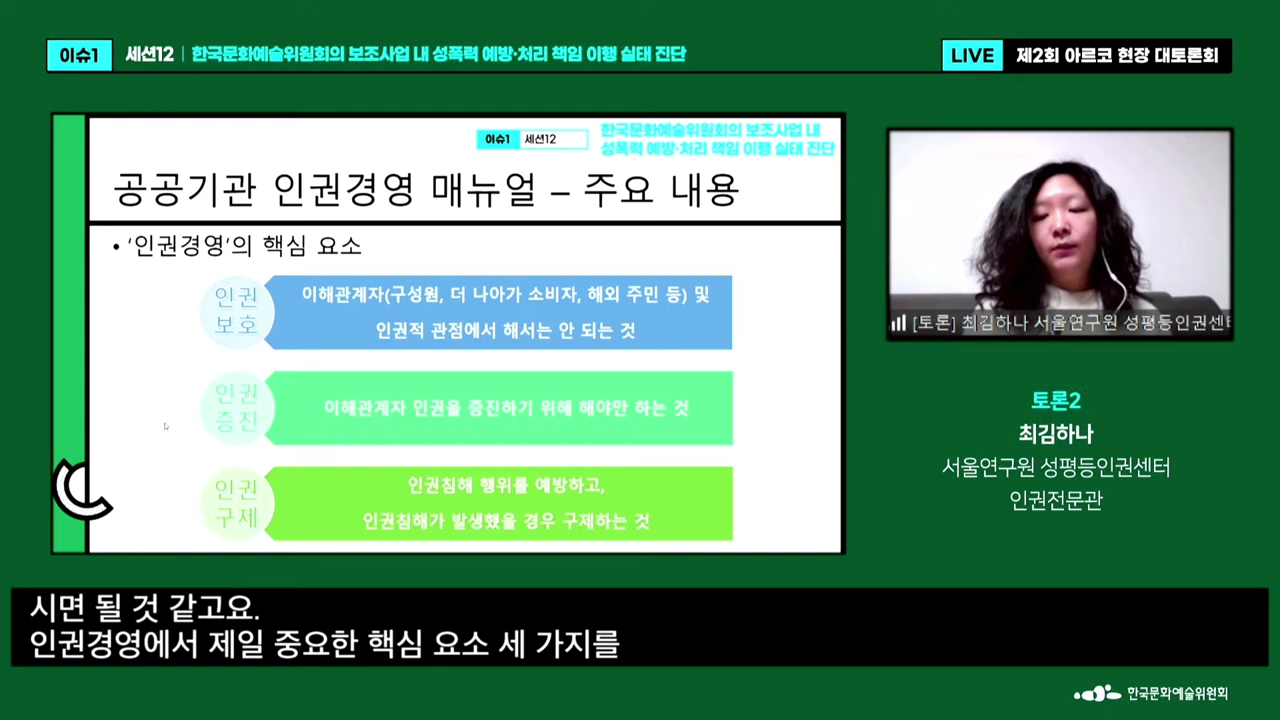 이슈1 세션12 | 한국문화예술위원회의 보조사업 내 성폭력 예방·처리 책임 이행 실태 진단
LIVE 제2회 아르코 현장 대토론회
이슈1 세션12
한국문화예술위원회의 보조사업 내
성폭력 예방·처리 책임 이행 실태 진단
공공기관 인권경영 매뉴얼 – 주요 내용
• ‘인권경영’의 핵심 요소
인권
보호
이해관계자(구성원, 더 나아가 소비자, 해외 주민 등) 및
인권적 관점에서 해서는 안 되는 것
인권
증진
이해관계자 인권을 증진하기 위해 해야만 하는 것
인권
구제
인권침해 행위를 예방하고,
인권침해가 발생했을 경우 구제하는 것
[토론] 최김하나 서울연구원 성평등인권센
토론2
최김하나
서울연구원 성평등인권센터
인권전문관
시면 될 것 같고요.
인권경영에서 제일 중요한 핵심 요소 세 가지를
한국문화예술위원회